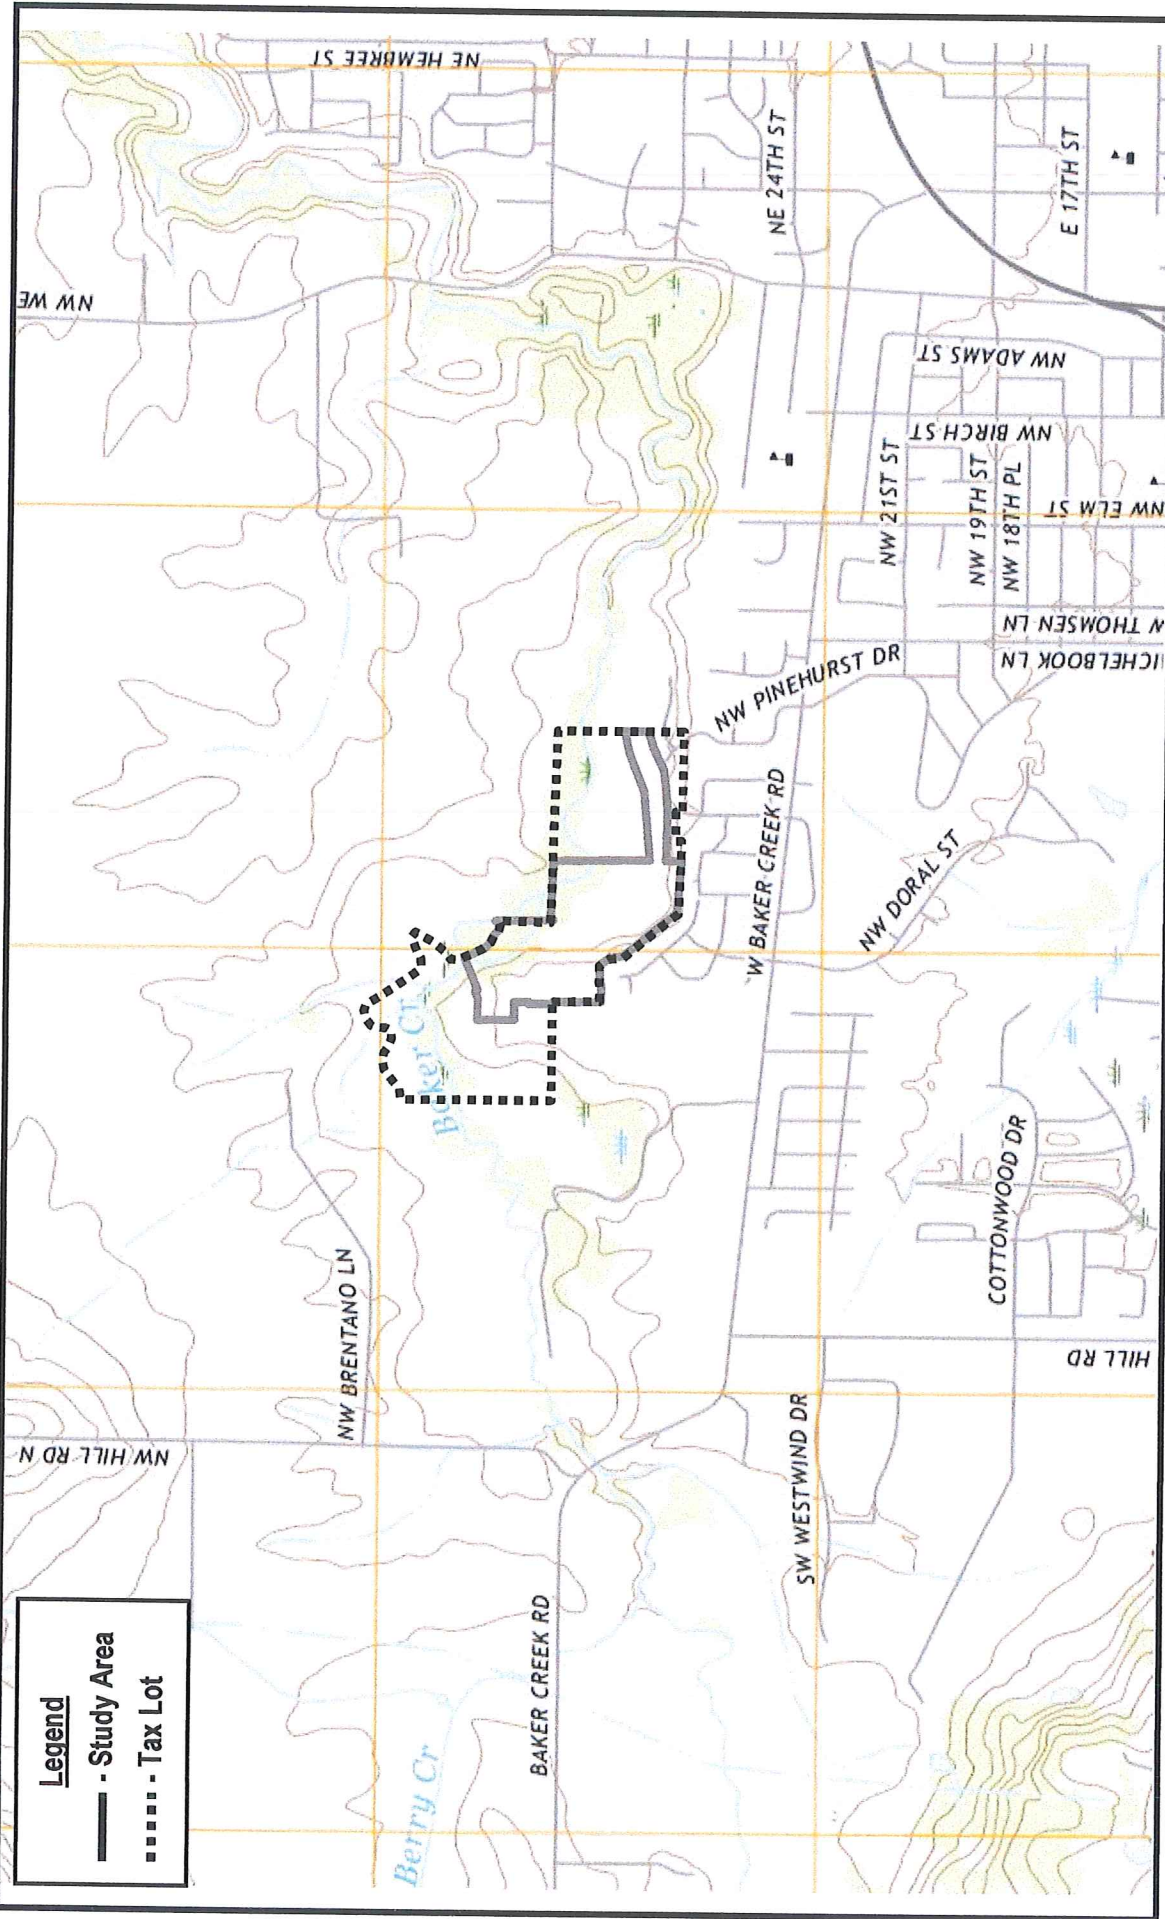 Legend
- Study Area
- Tax Lot
NW HILL RD N
NW BRENTANO LN
NW WE
NE HEMBREE ST
Berry Cr
BAKER CREEK RD
Baker Cr
SW WESTWIND DR
HILL RD
COTTONWOOD DR
W BAKER CREEK RD
NW DORAL ST
NW PINEHURST DR
NE 24TH ST
NW 21ST ST
NW 19TH ST
NW 18TH PL
E 17TH ST
NW ADAMS ST
NW BIRCH ST
NW ELM ST
W THOMSEN LN
ICHELBOOK LN